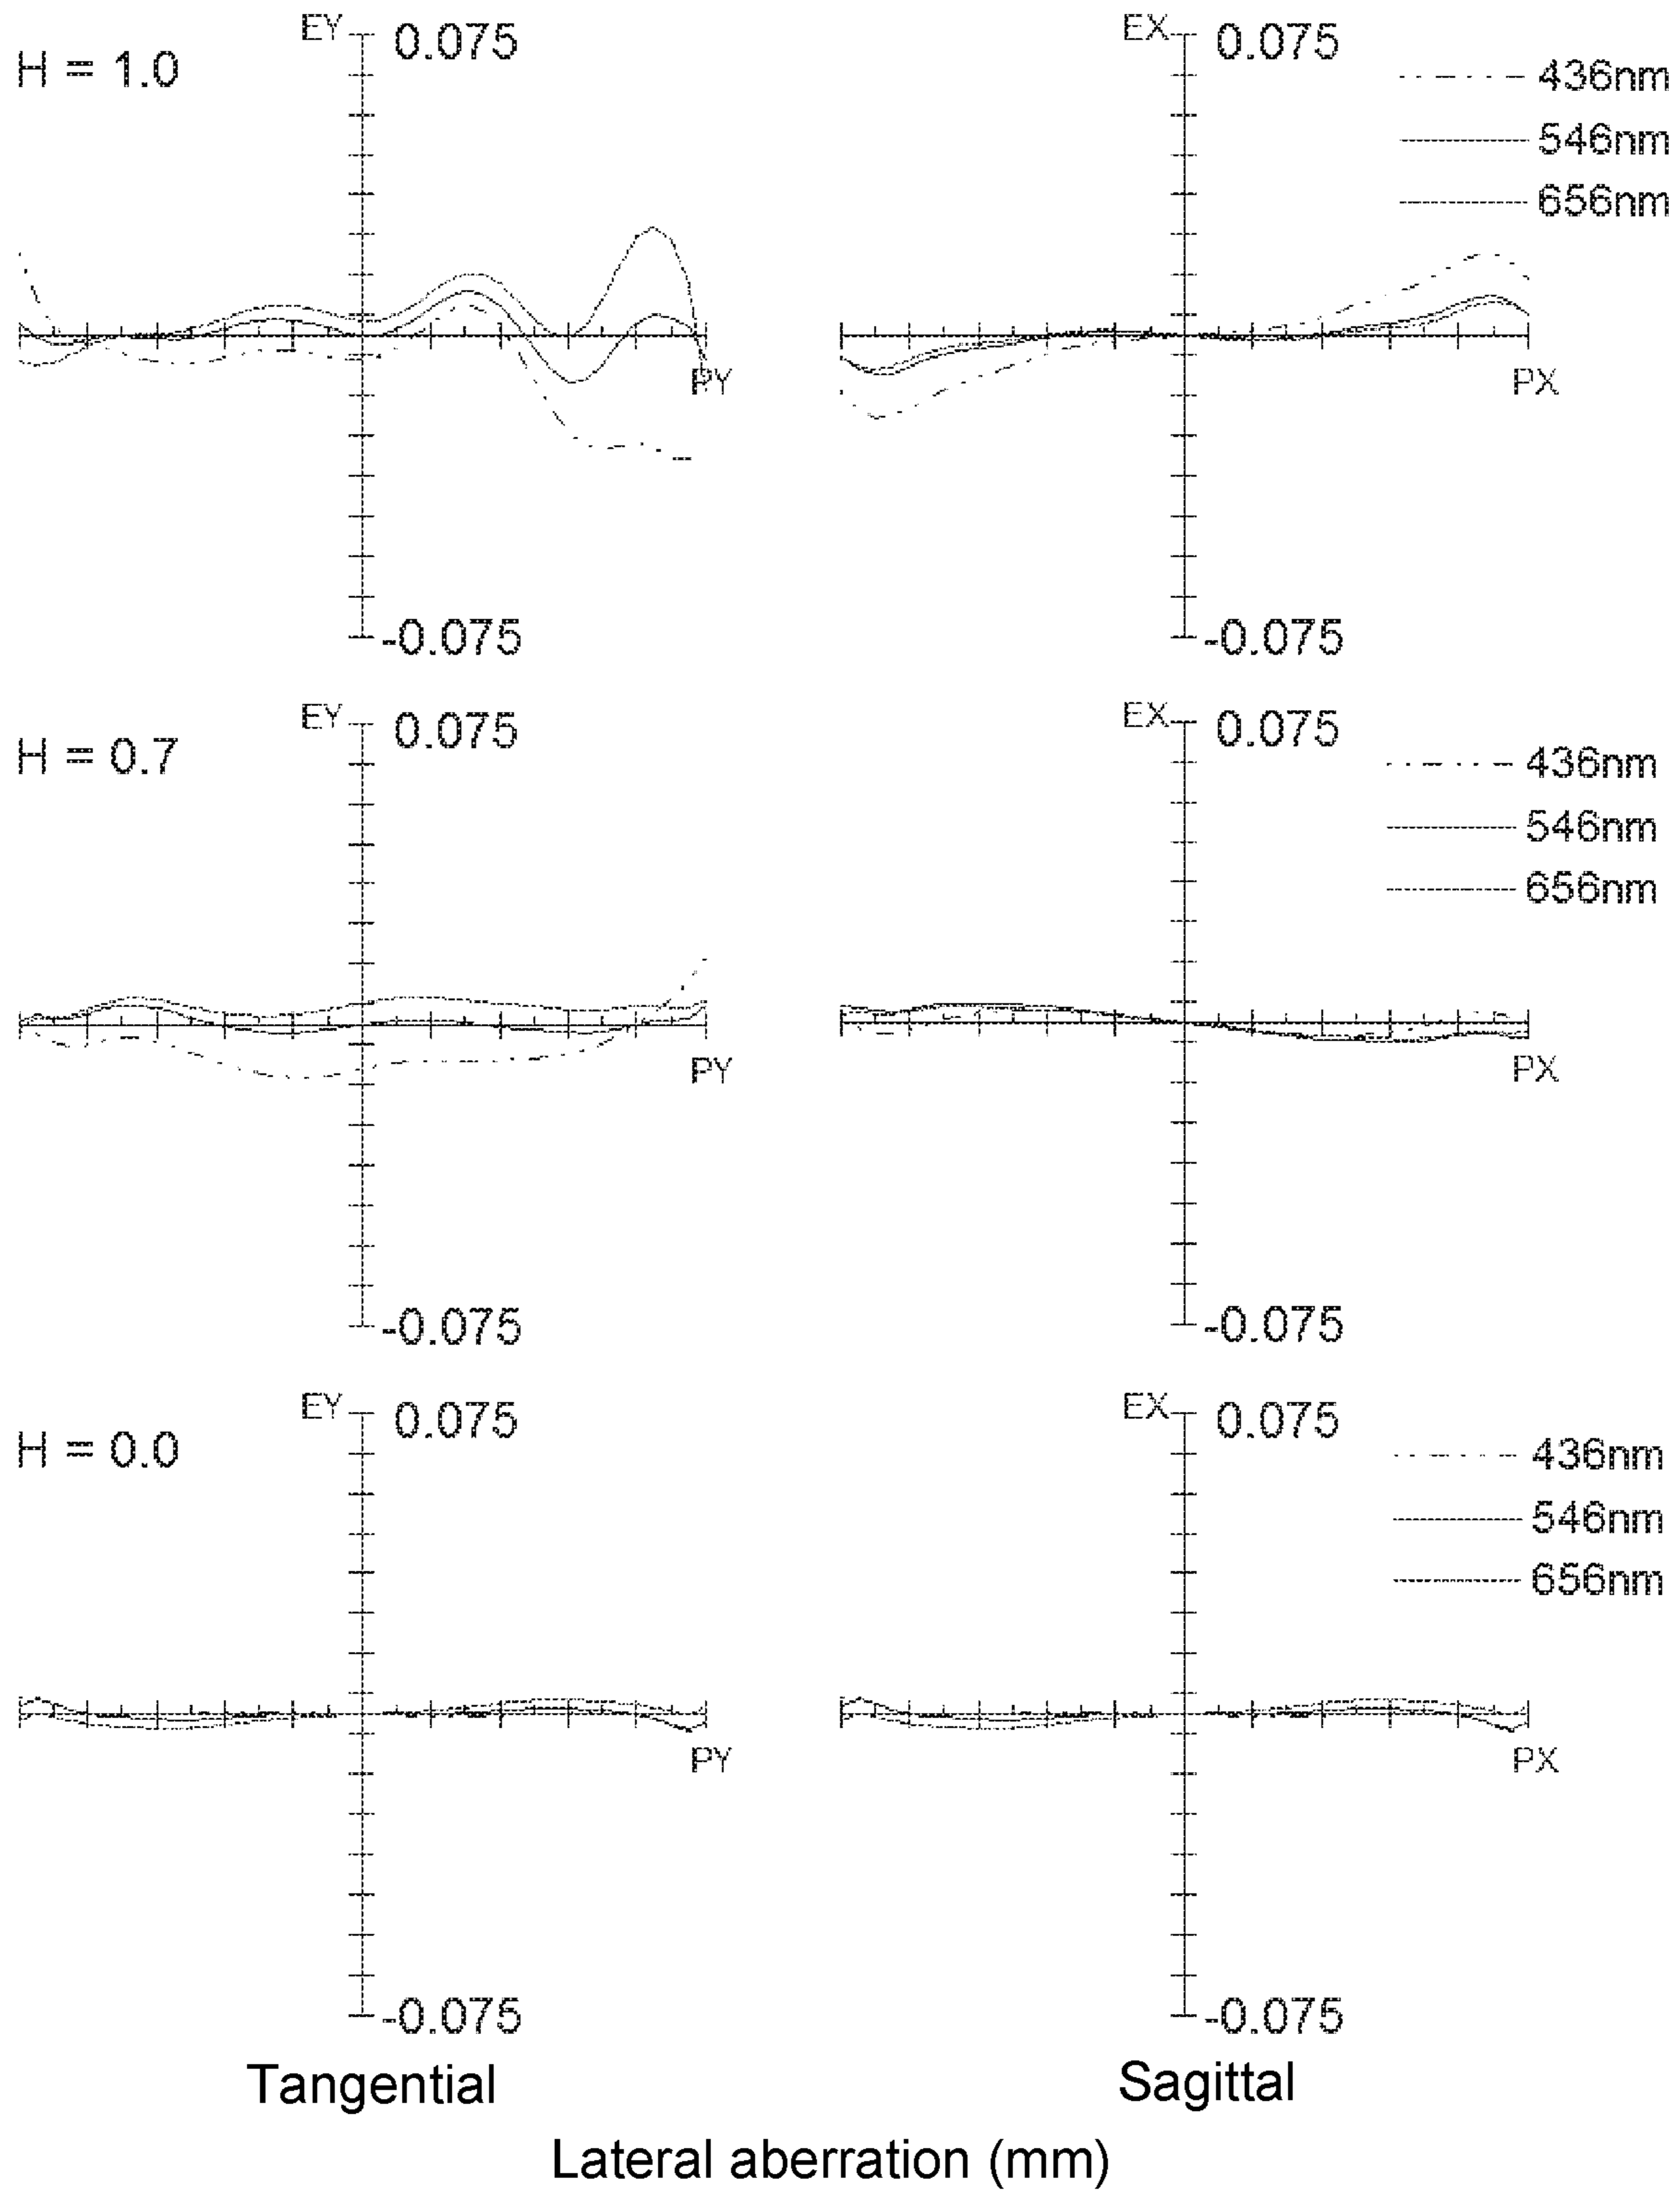 H = 1.0
EY
0.075
PY
-0.075
EX
0.075
436nm
546nm
656nm
PX
-0.075
H = 0.7
EY
0.075
PY
-0.075
EX
0.075
436nm
546nm
656nm
PX
-0.075
H = 0.0
EY
0.075
PY
-0.075
EX
0.075
436nm
546nm
656nm
PX
-0.075
Tangential
Sagittal
Lateral aberration (mm)